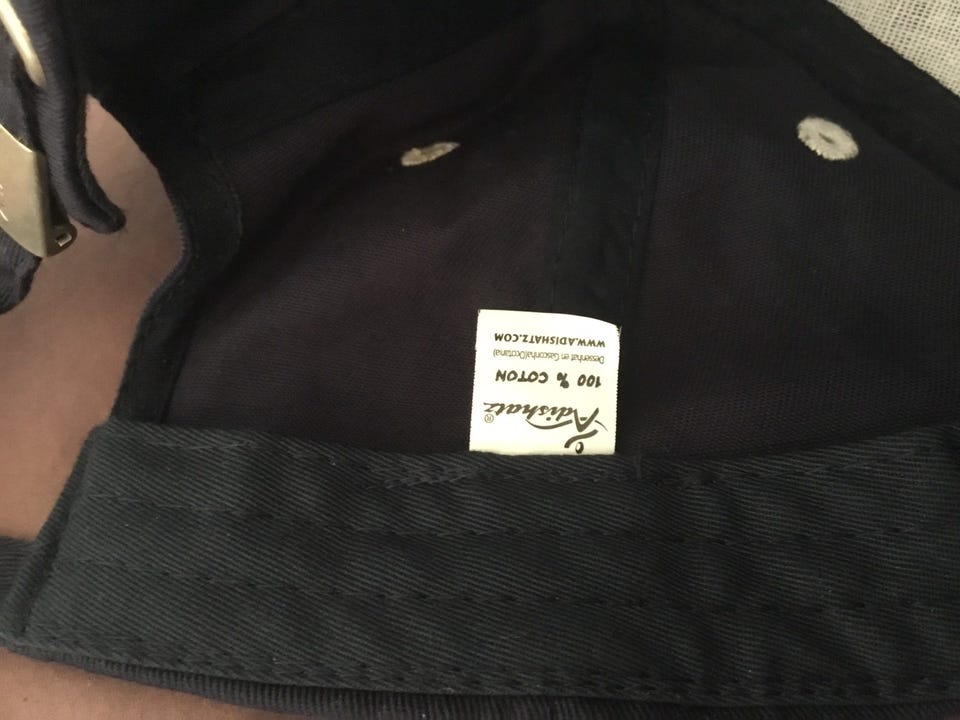 Adishatz®
100 % COTON
Dessenhat en Gasconha(Occitania)
WWW.ADISHATZ.COM